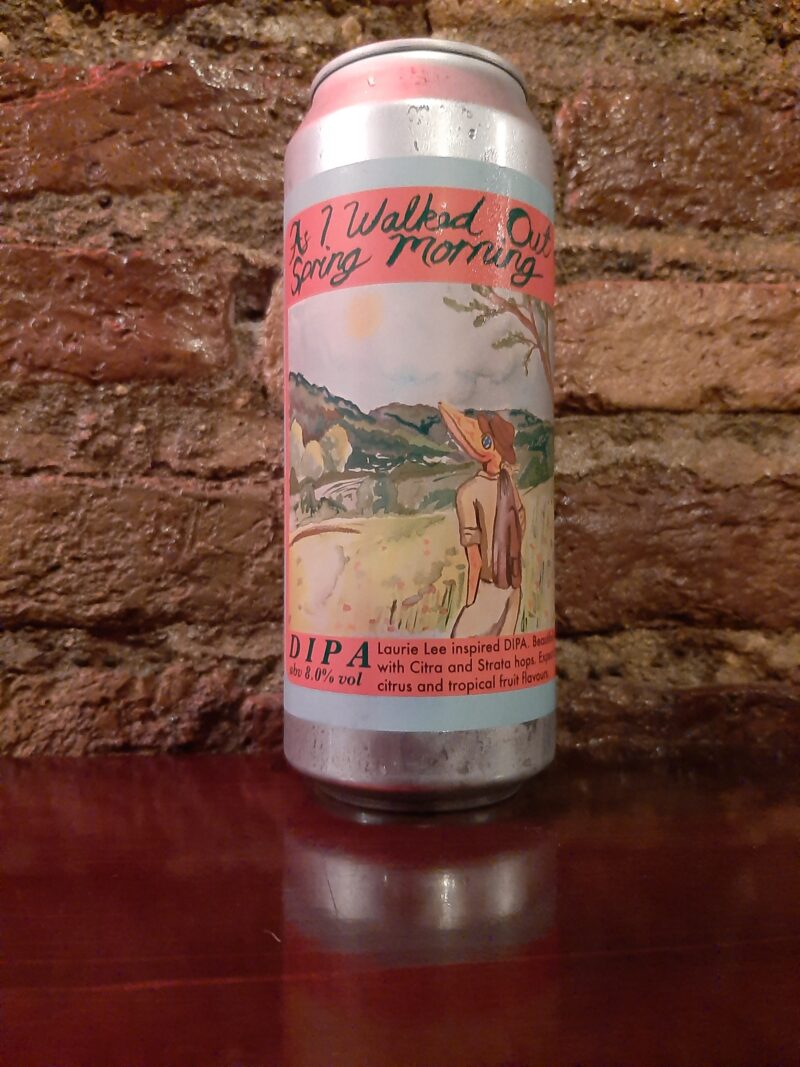 As I Walked Out
Spring Morning
DIPA
abv 8.0% vol
Laurie Lee inspired DIPA.
with Citra and Strata hops.
citrus and tropical fruit flavours